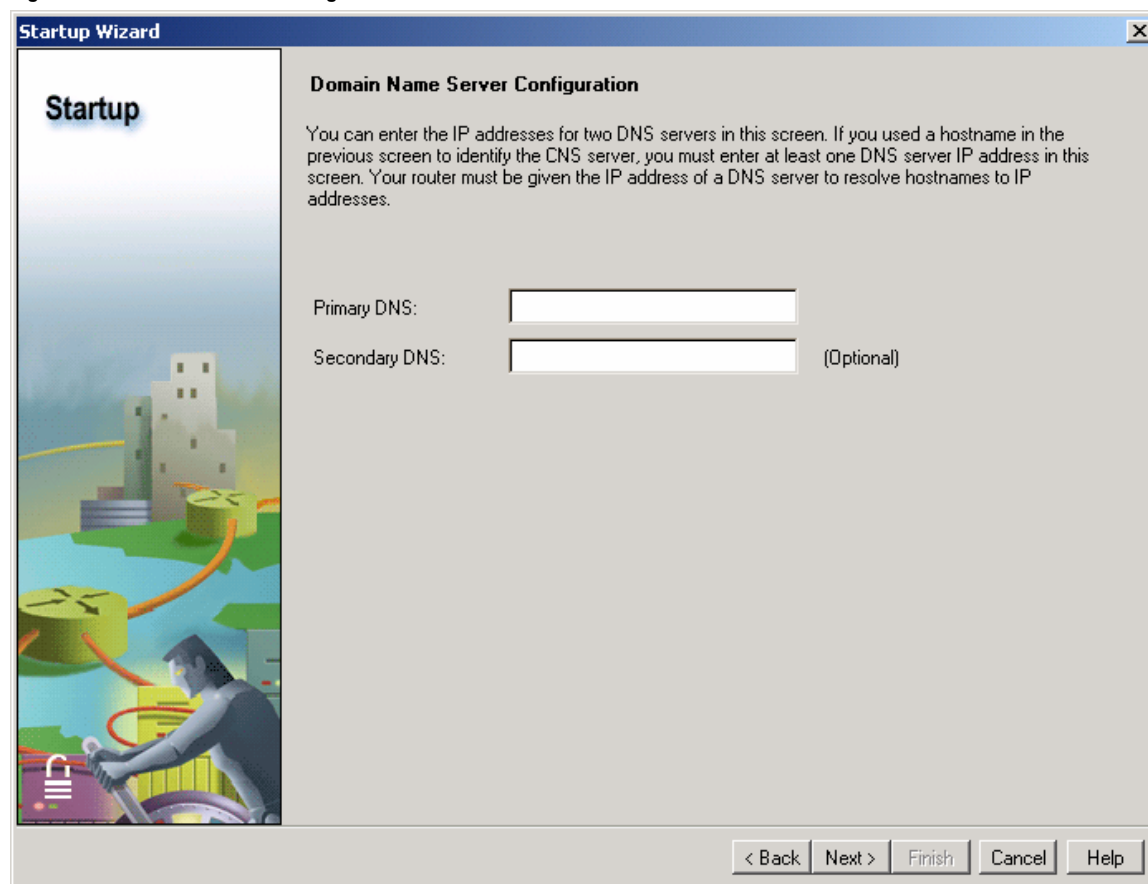 Startup Wizard
Startup
Domain Name Server Configuration
You can enter the IP addresses for two DNS servers in this screen. If you used a hostname in the
previous screen to identify the CNS server, you must enter at least one DNS server IP address in this
screen. Your router must be given the IP address of a DNS server to resolve hostnames to IP
addresses.
Primary DNS:
Secondary DNS: (Optional)
< Back Next > Finish Cancel Help